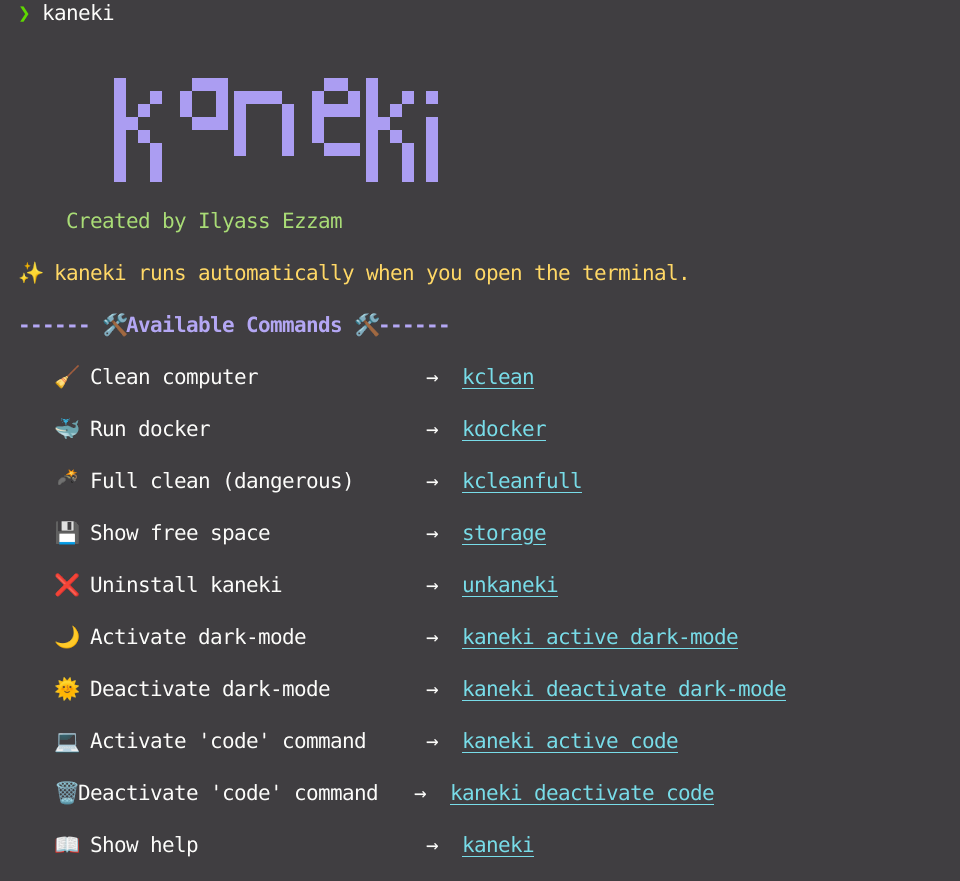 ❯ kaneki
kaneki
Created by Ilyass Ezzam
✨ kaneki runs automatically when you open the terminal.
------ 🛠️Available Commands 🛠️------
🧹 Clean computer → kclean
🐳 Run docker → kdocker
💣 Full clean (dangerous) → kcleanfull
💾 Show free space → storage
❌ Uninstall kaneki → unkaneki
🌙 Activate dark-mode → kaneki active dark-mode
🌞 Deactivate dark-mode → kaneki deactivate dark-mode
💻 Activate 'code' command → kaneki active code
🗑️Deactivate 'code' command → kaneki deactivate code
📖 Show help → kaneki